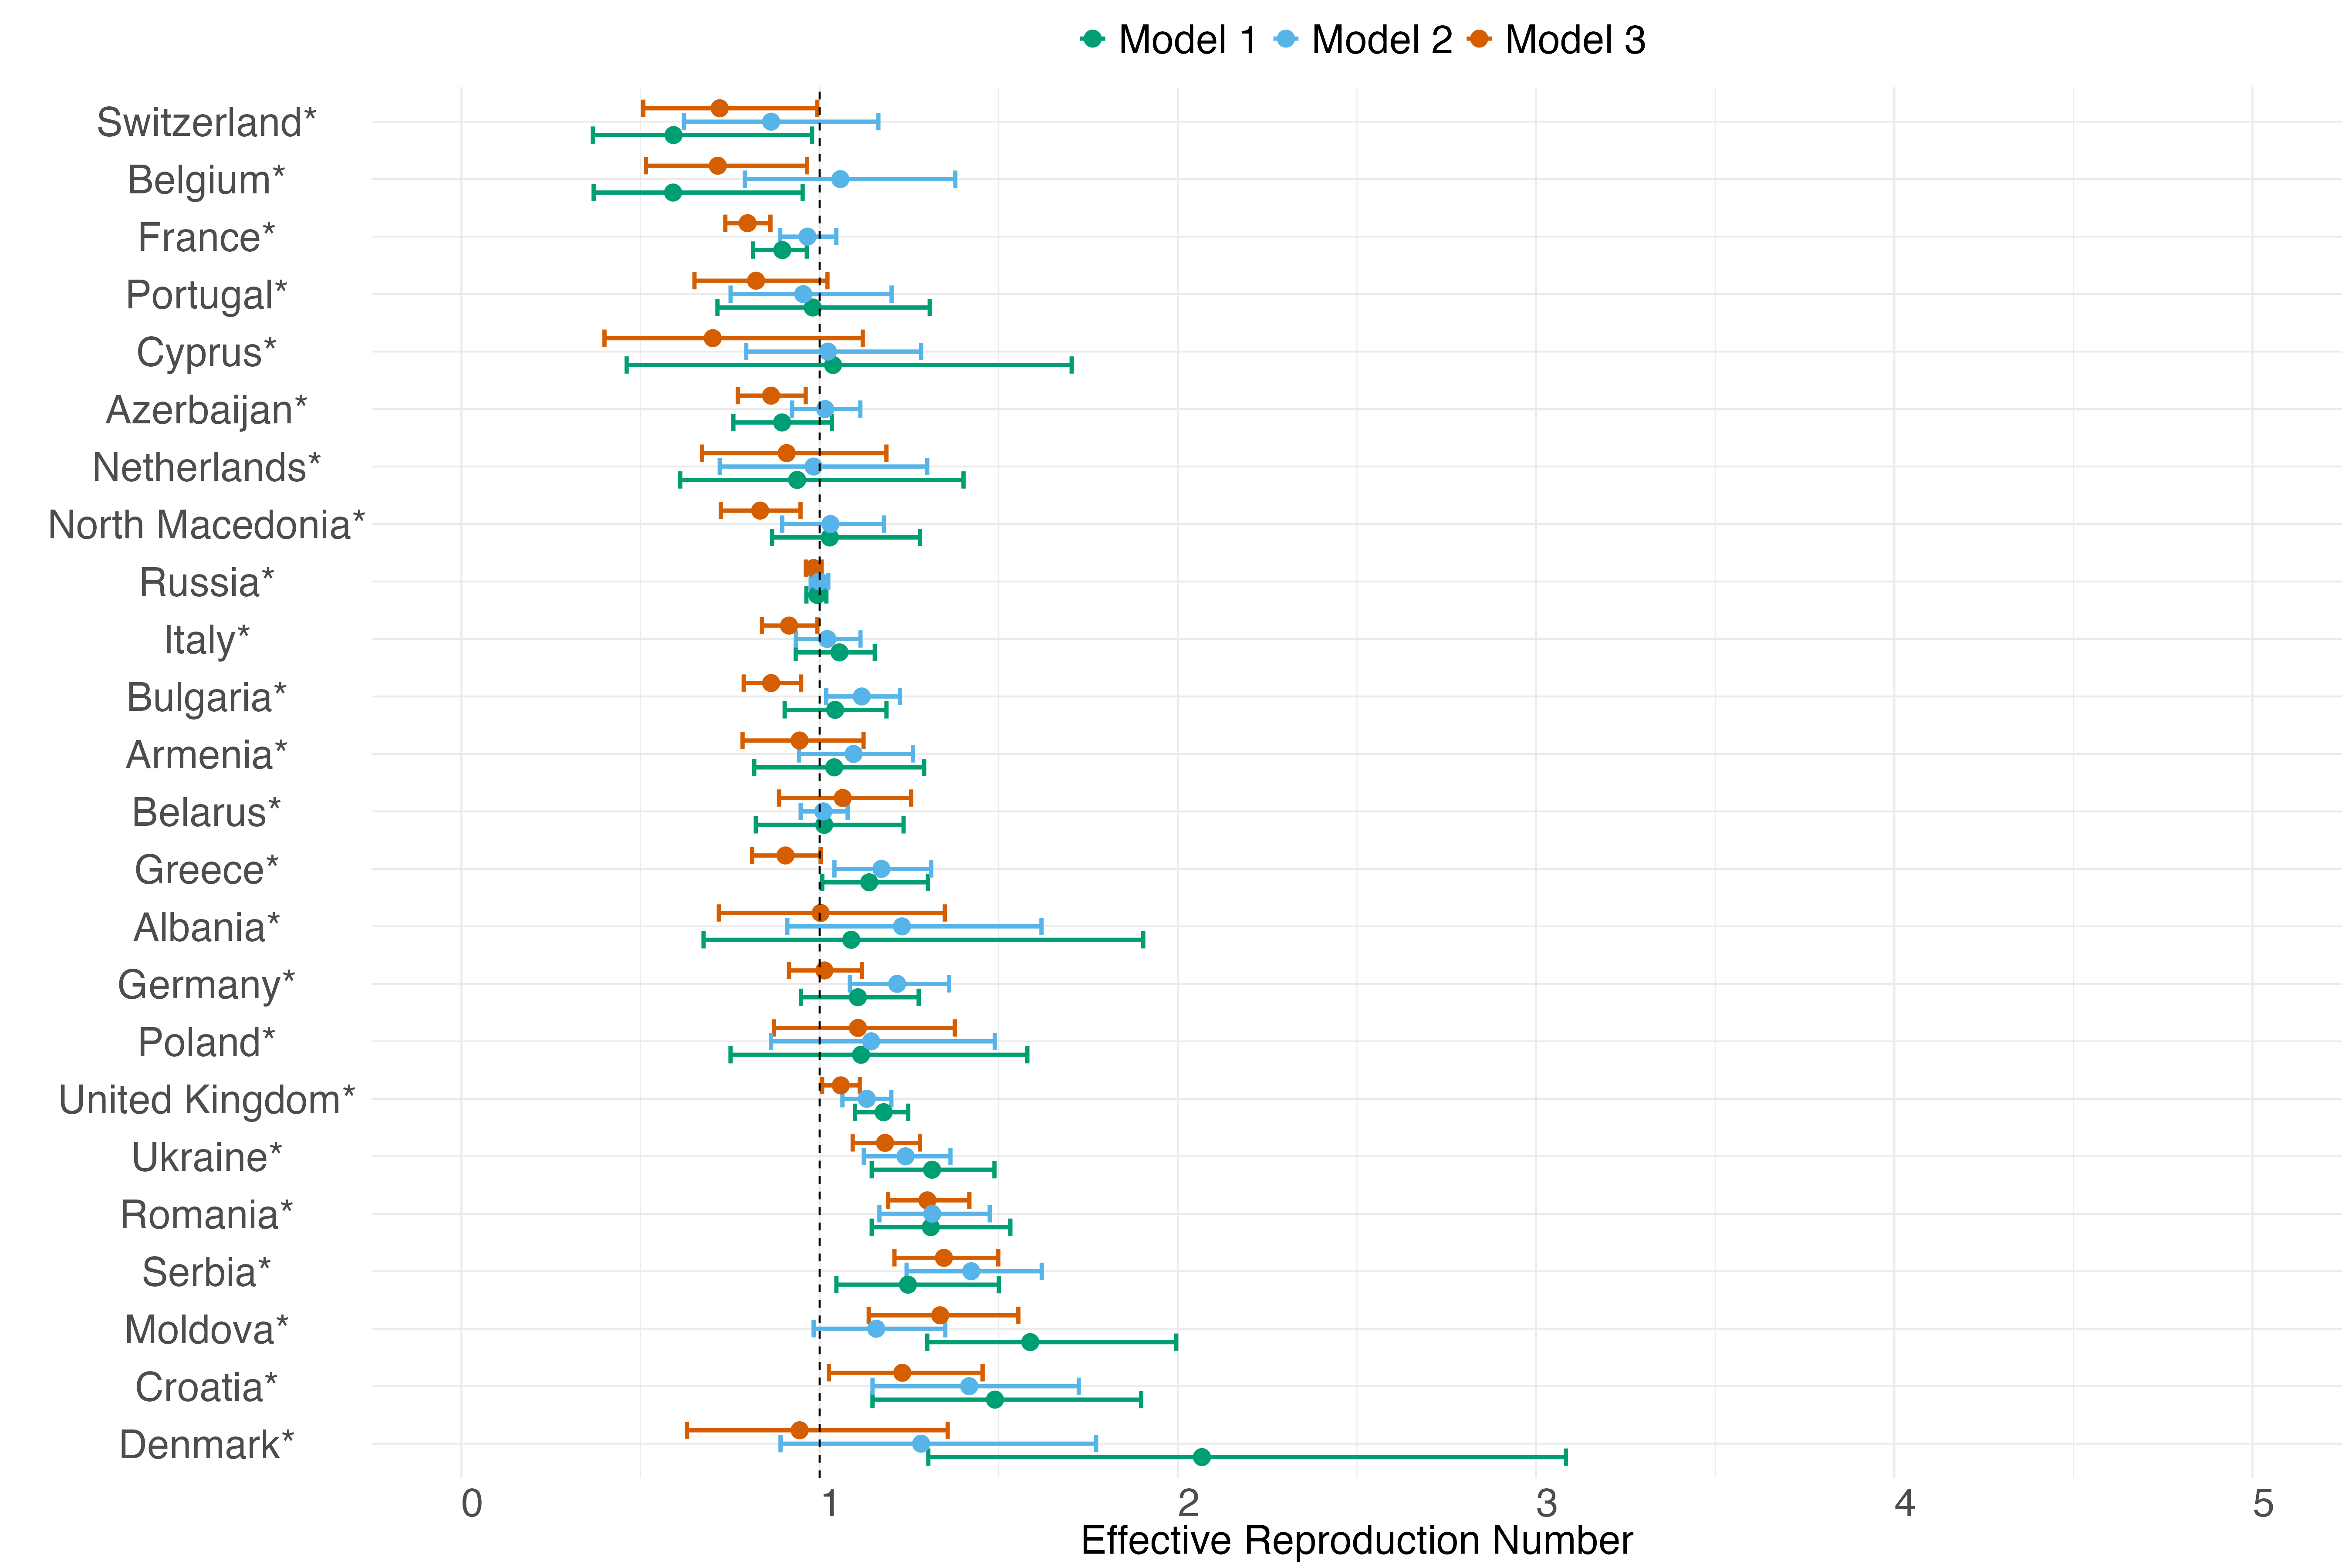 Model 1 Model 2 Model 3
Switzerland*
Belgium*
France*
Portugal*
Cyprus*
Azerbaijan*
Netherlands*
North Macedonia*
Russia*
Italy*
Bulgaria*
Armenia*
Belarus*
Greece*
Albania*
Germany*
Poland*
United Kingdom*
Ukraine*
Romania*
Serbia*
Moldova*
Croatia*
Denmark*
0 1 2 3 4 5
Effective Reproduction Number